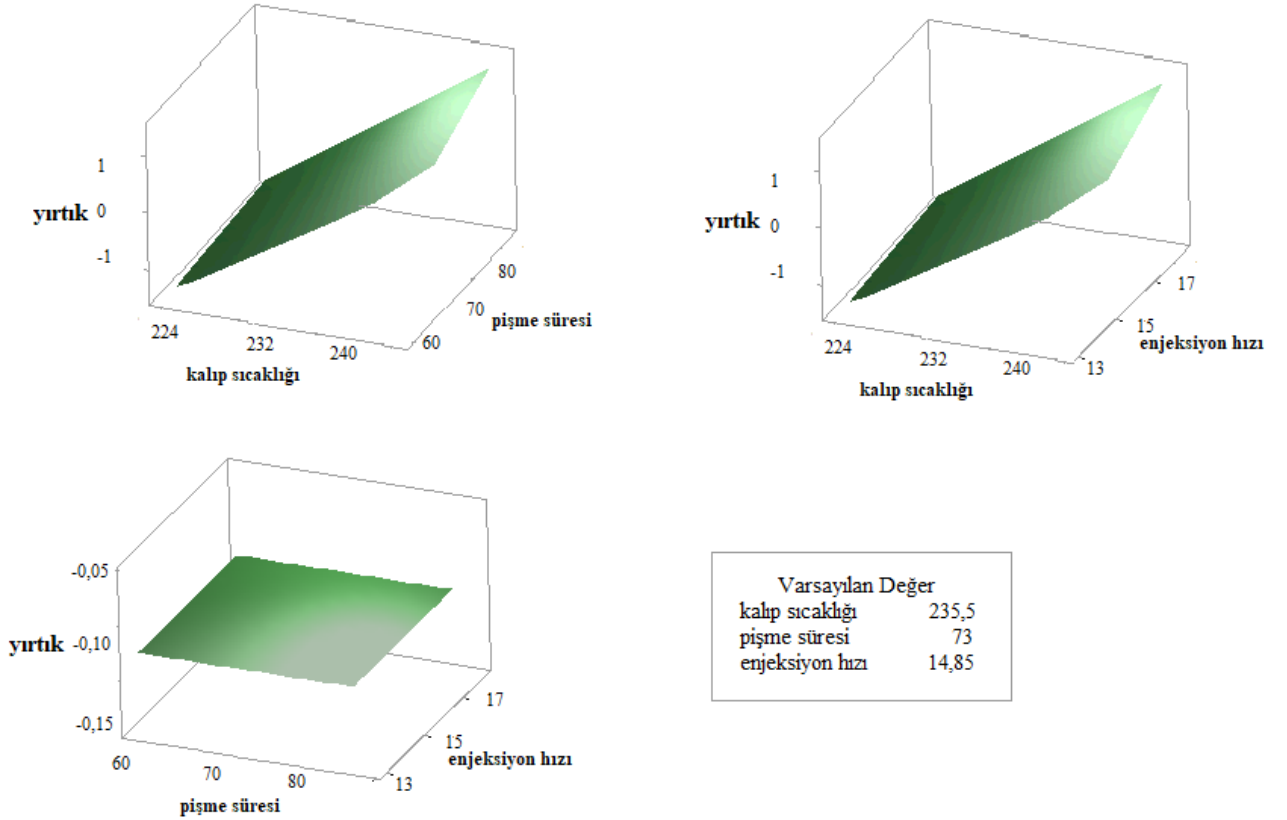 1
yırtık 0
-1
80
70
60
pişme süresi
224
232
240
kalıp sıcaklığı
1
yırtık 0
-1
17
15
13
enjeksiyon hızı
224
232
240
kalıp sıcaklığı
-0,05
yırtık -0,10
-0,15
17
15
13
enjeksiyon hızı
60
70
80
pişme süresi
Varsayılan Değer
kalıp sıcaklığı 235,5
pişme süresi 73
enjeksiyon hızı 14,85